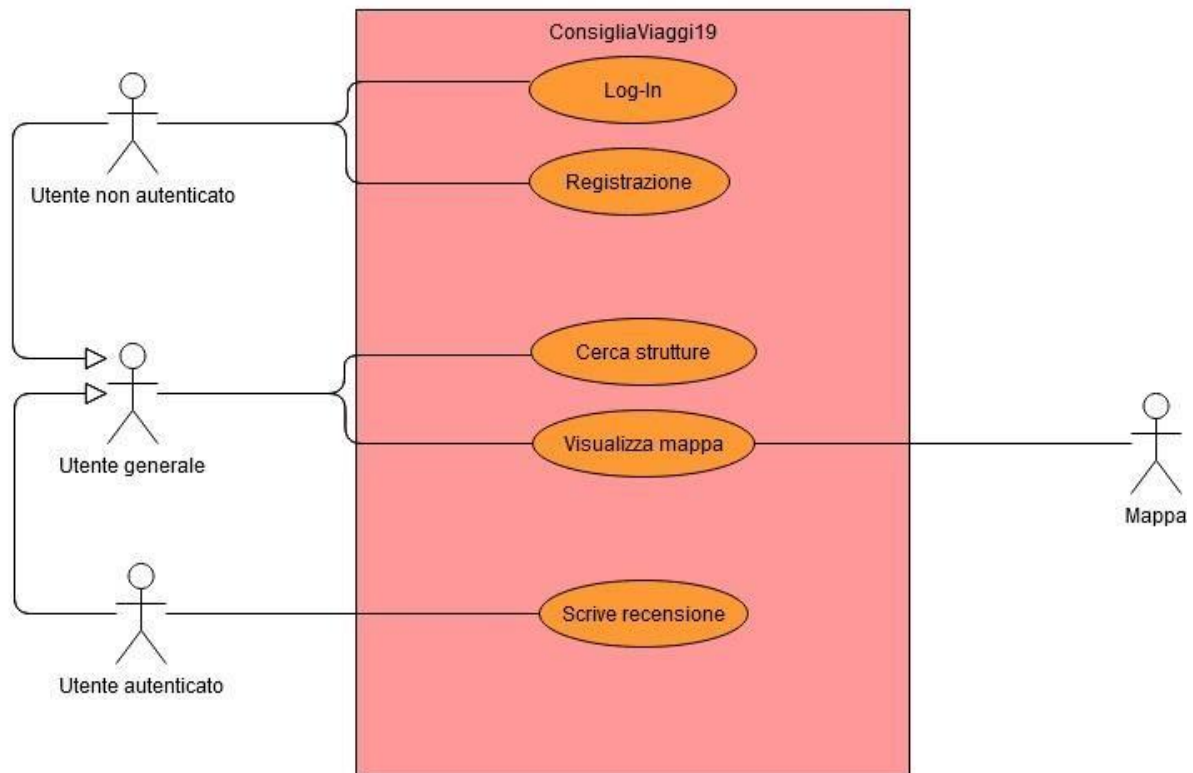 ConsigliaViaggi19
Log-In
Registrazione
Utente non autenticato
Cerca strutture
Visualizza mappa
Utente generale
Mappa
Scrive recensione
Utente autenticato